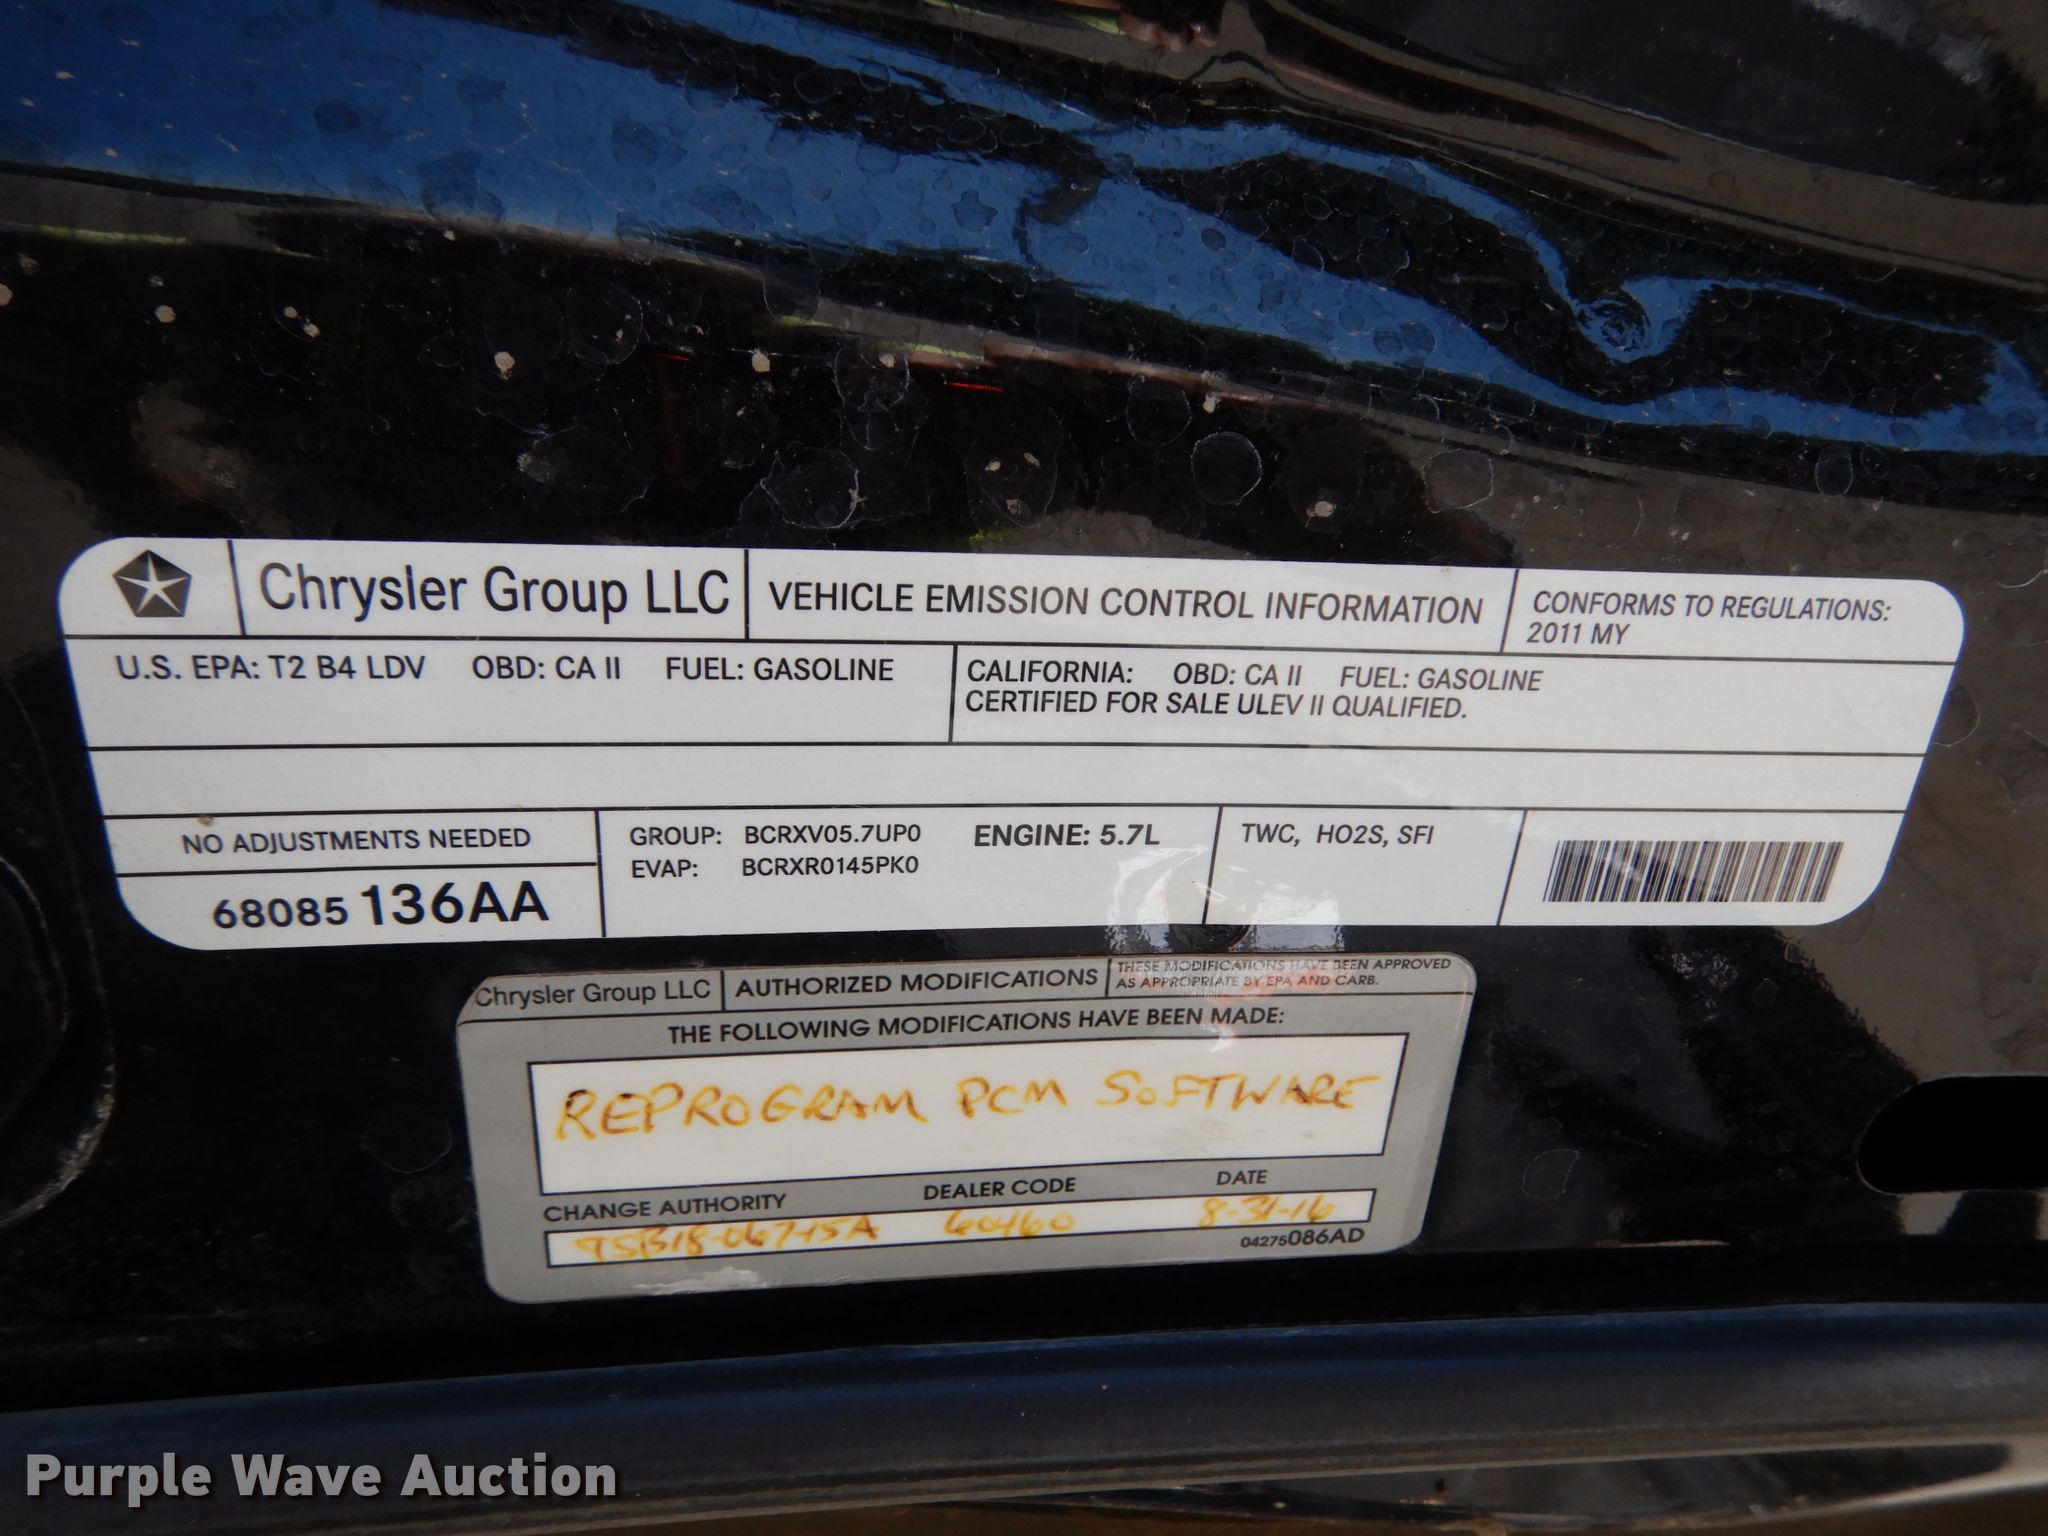 Chrysler Group LLC VEHICLE EMISSION CONTROL INFORMATION CONFORMS TO REGULATIONS:
2011 MY
U.S. EPA: T2 B4 LDV OBD: CA II FUEL: GASOLINE
CALIFORNIA: OBD: CA II FUEL: GASOLINE
CERTIFIED FOR SALE ULEV II QUALIFIED.
NO ADJUSTMENTS NEEDED
68085 136AA
GROUP: BCRXV05.7UP0 ENGINE: 5.7L
EVAP: BCRXR0145PK0
TWC, HO2S, SFI
Chrysler Group LLC AUTHORIZED MODIFICATIONS THESE MODIFICATIONS HAVE BEEN APPROVED
AS APPROPRIATE BY EPA AND CARB.
THE FOLLOWING MODIFICATIONS HAVE BEEN MADE:
REPROGRAM PCM SOFTWARE
CHANGE AUTHORITY DEALER CODE DATE
TSB18-067-15A 60460 8-31-16
04275086AD
Purple Wave Auction